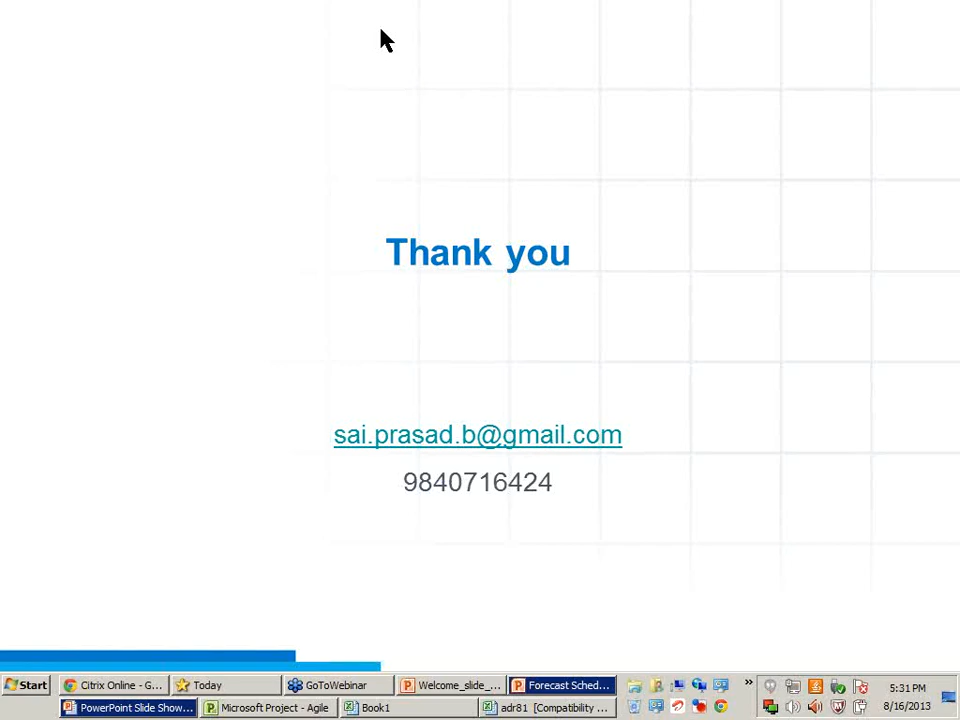 Thank you
sai.prasad.b@gmail.com
9840716424
Start
Citrix Online - G...
Today
GoToWebinar
Welcome_slide_...
Forecast Sched...
»
5:31 PM
PowerPoint Slide Show...
Microsoft Project - Agile
Book1
adr81 [Compatibility ...
8/16/2013